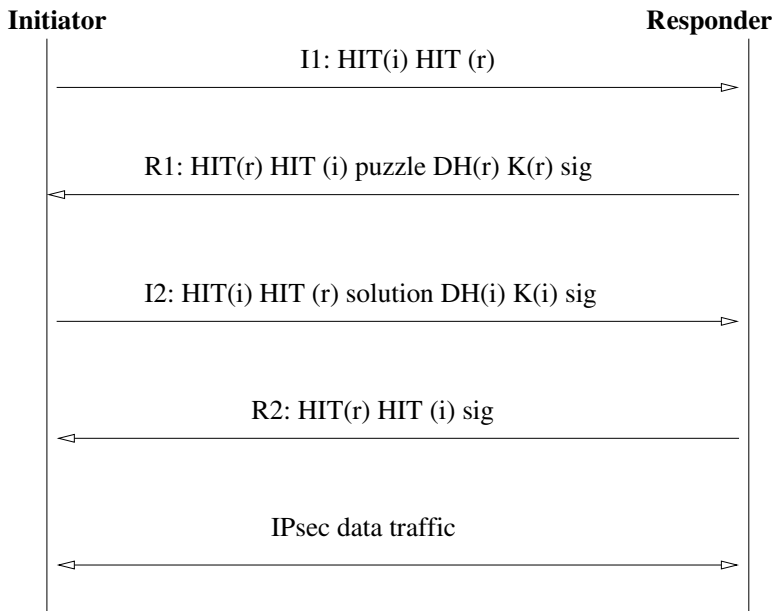 Initiator
Responder
I1: HIT(i) HIT (r)
R1: HIT(r) HIT (i) puzzle DH(r) K(r) sig
I2: HIT(i) HIT (r) solution DH(i) K(i) sig
R2: HIT(r) HIT (i) sig
IPsec data traffic